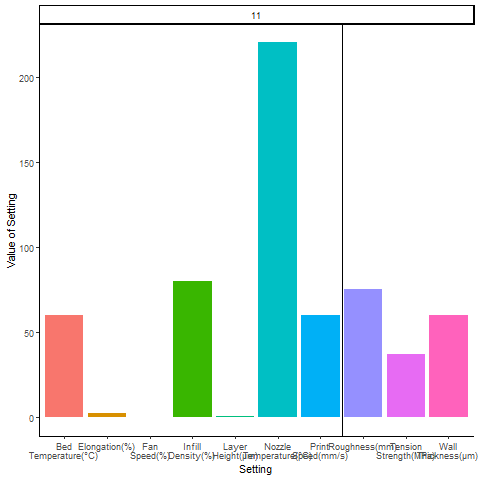 11
Value of Setting
200
150
100
50
0
Bed Elongation(%) Fan Infill Layer Nozzle Print Roughness(mm) Tension Wall
Temperature(°C) Speed(%) Density(%) Height(µm) Temperature(°C) Speed(mm/s) Strength(MPa) Thickness(µm)
Setting